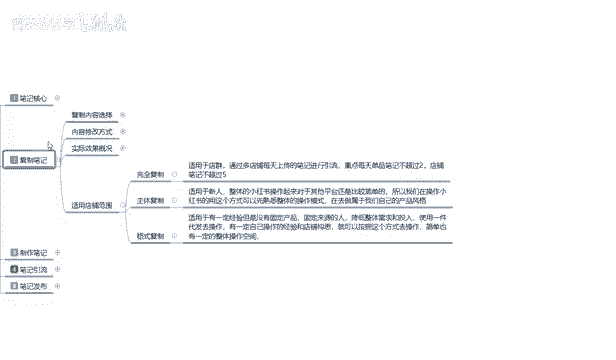 1 笔记核心
复制内容选择
内容修改方式
2 复制笔记
实际效果概况
完全复制
适用于店群，通过多店铺每天上传的笔记进行引流，重点每天单品笔记不超过2，店铺
笔记不超过5
适用店铺范围
主体复制
适用于新人，整体的小红书操作起来对于其他平台还是比较简单的，所以我们在操作小
红书的用这个方式可以先熟悉整体的操作模式，在去做属于我们自己的产品风格
格式复制
适用于有一定经验但是没有固定产品，固定来源的人，降低整体需求和投入，使用一件
代发去操作，有一定自己操作的经验和店铺构思，就可以按照这个方式去操作，简单也
有一定的整体操作空间。
3 制作笔记
4 笔记引流
5 笔记发布